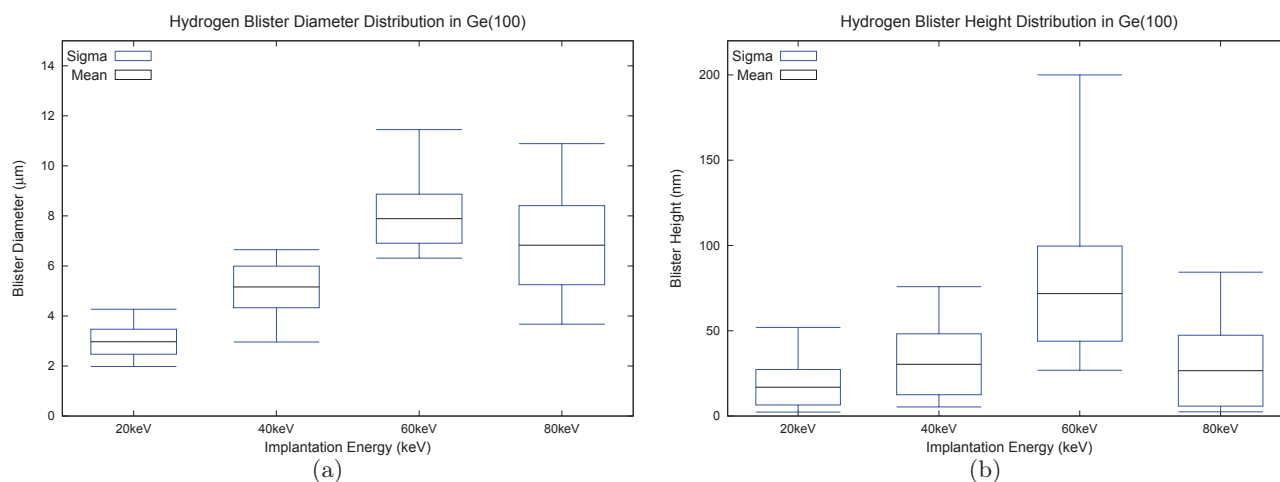 Hydrogen Blister Diameter Distribution in Ge(100)
Sigma
Mean
Blister Diameter (μm)
14
12
10
8
6
4
2
0
20keV 40keV 60keV 80keV
Implantation Energy (keV)
(a)
Hydrogen Blister Height Distribution in Ge(100)
Sigma
Mean
Blister Height (nm)
200
150
100
50
0
20keV 40keV 60keV 80keV
Implantation Energy (keV)
(b)